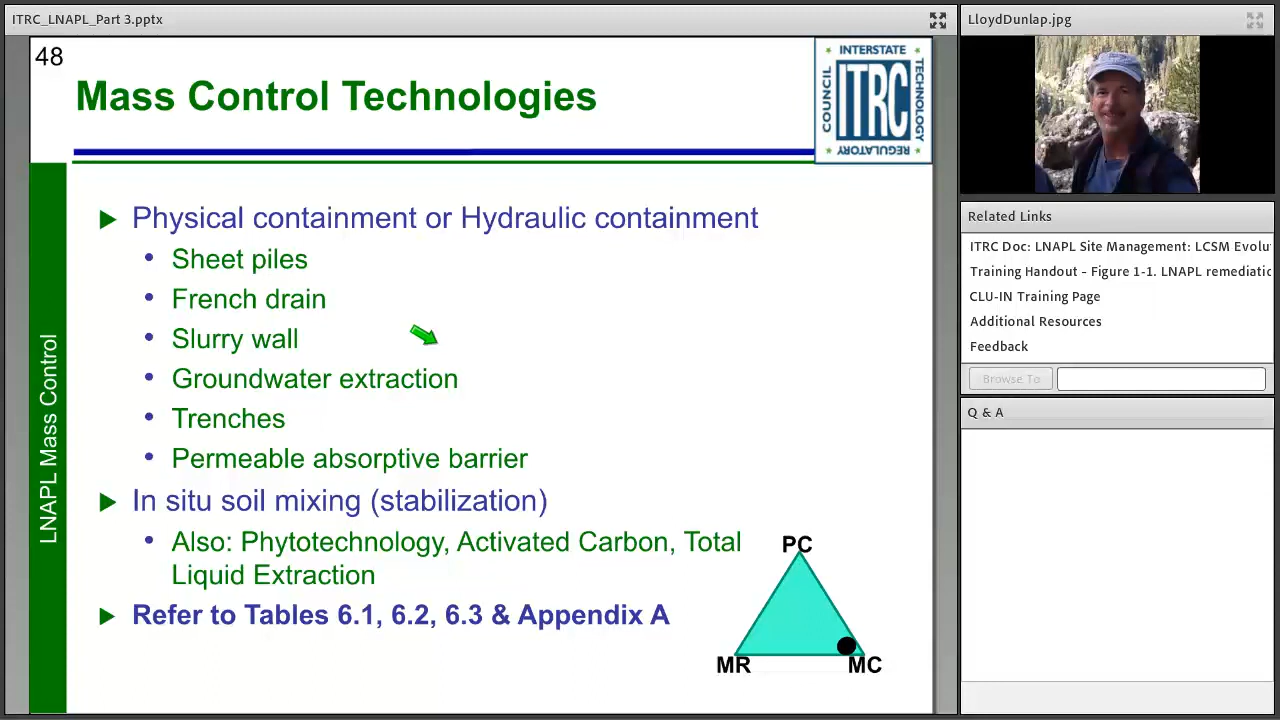 ITRC_LNAPL_Part 3.pptx
48
Mass Control Technologies
INTERSTATE
COUNCIL
ITRC
TECHNOLOGY
REGULATORY
LNAPL Mass Control
Physical containment or Hydraulic containment
• Sheet piles
• French drain
• Slurry wall
• Groundwater extraction
• Trenches
• Permeable absorptive barrier
In situ soil mixing (stabilization)
• Also: Phytotechnology, Activated Carbon, Total
Liquid Extraction
Refer to Tables 6.1, 6.2, 6.3 & Appendix A
PC
MR
MC
LloydDunlap.jpg
Related Links
ITRC Doc: LNAPL Site Management: LCSM Evolu
Training Handout - Figure 1-1. LNAPL remediatic
CLU-IN Training Page
Additional Resources
Feedback
Browse To
Q & A